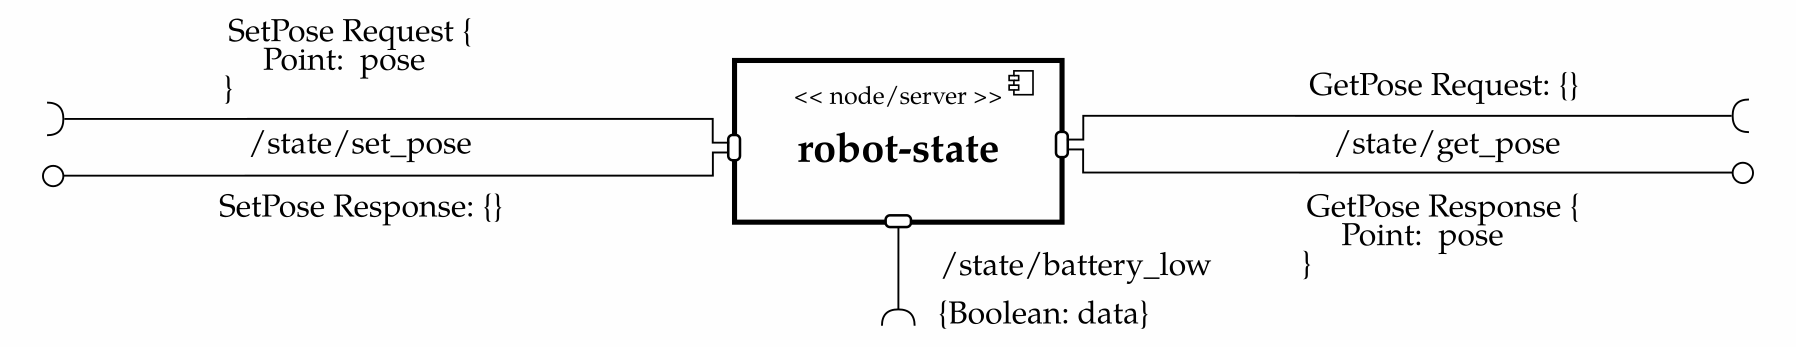 SetPose Request {
Point: pose
}
/state/set_pose
SetPose Response: {}
<< node/server >>
robot-state
/state/battery_low
{Boolean: data}
GetPose Request: {}
/state/get_pose
GetPose Response {
Point: pose
}